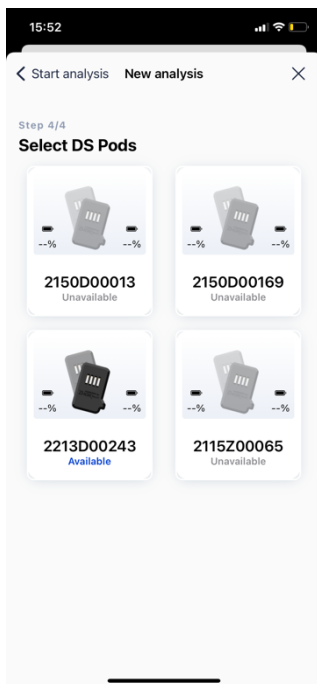 15:52
Start analysis New analysis
Step 4/4
Select DS Pods
--% --%
2150D00013
Unavailable
--% --%
2150D00169
Unavailable
--% --%
2213D00243
Available
--% --%
2115Z00065
Unavailable